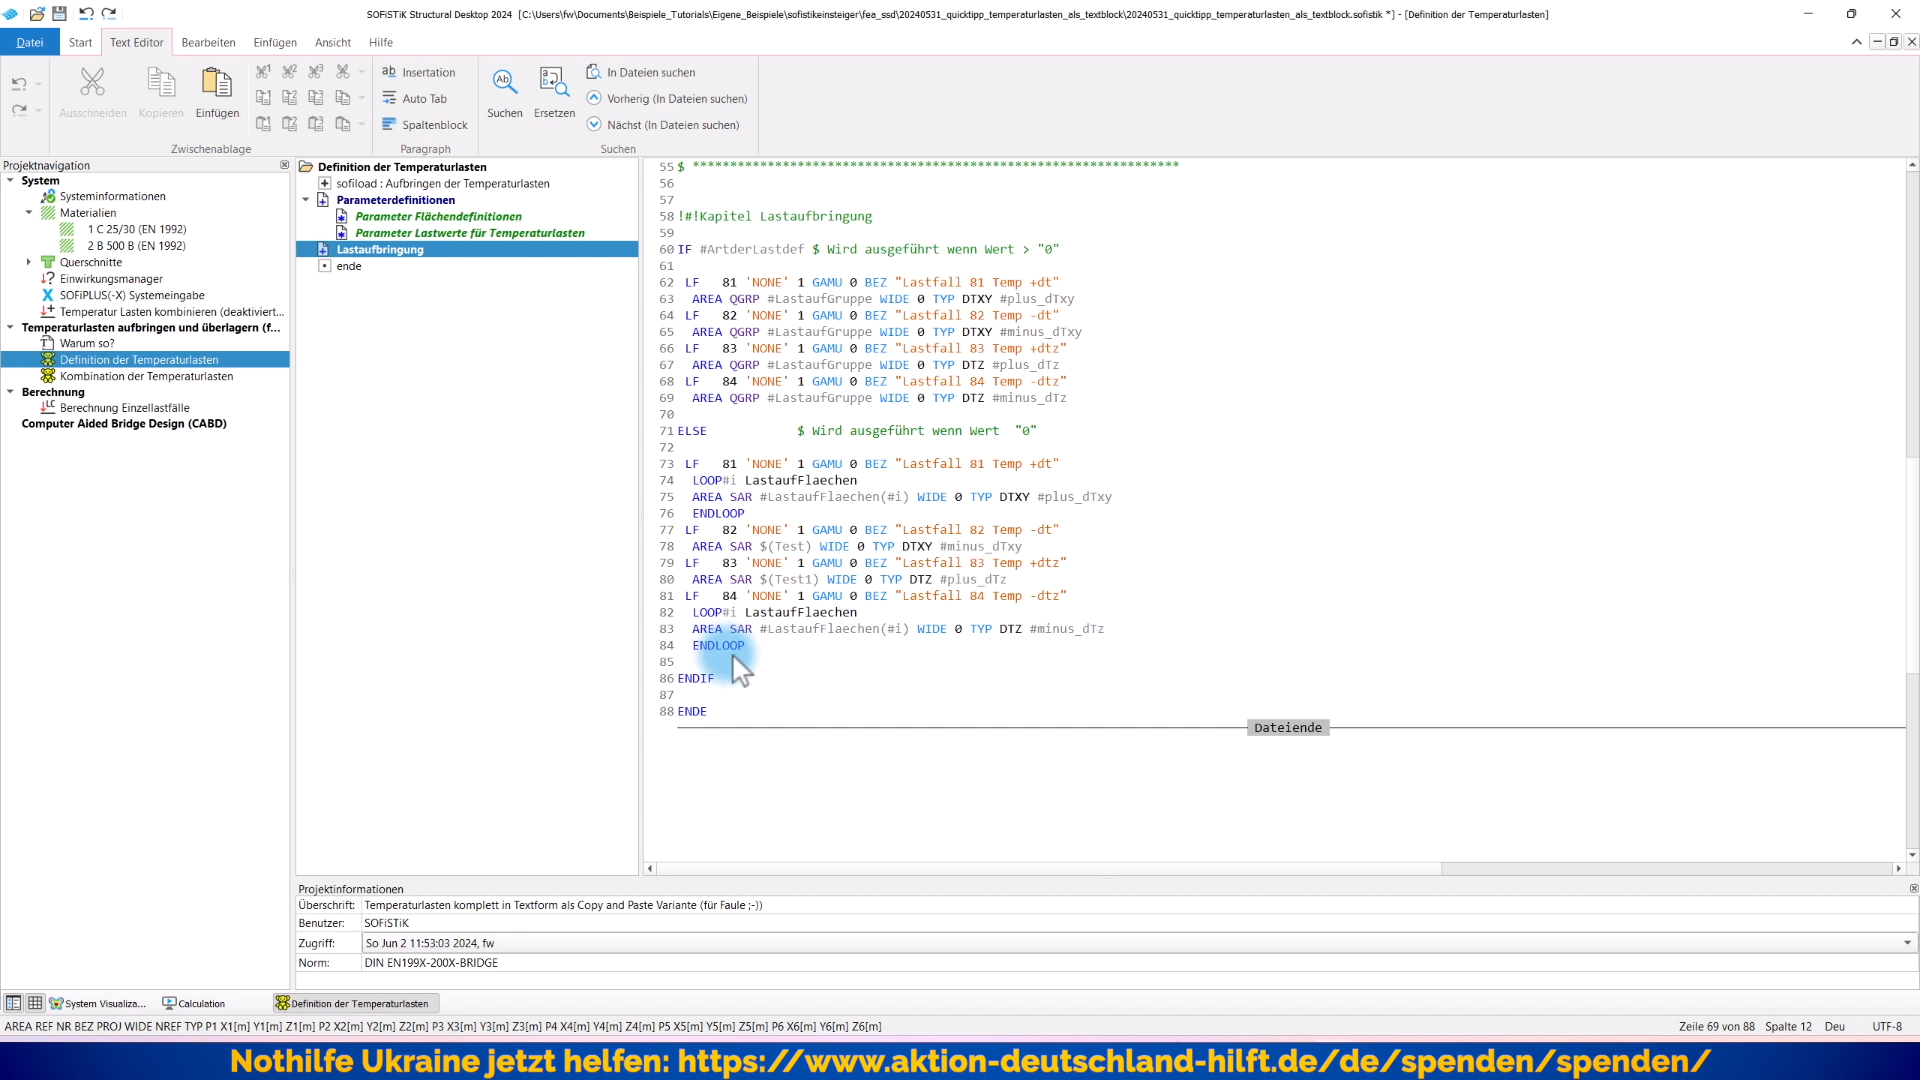 SOFiSTiK Structural Desktop 2024 [C:\Users\fw\Documents\Beispiele_Tutorials\Eigene_Beispiele\sofistikeinsteiger\fea_ssd\20240531_quicktipp_temperaturlasten_als_textblock\20240531_quicktipp_temperaturlasten_als_textblock.sofistik *] - [Definition der Temperaturlasten]
Datei Start Text Editor Bearbeiten Einfügen Ansicht Hilfe
Ausschneiden Kopieren Einfügen
Zwischenablage
ab Insertation
Auto Tab
Spaltenblock
Paragraph
Suchen Ersetzen
In Dateien suchen
Vorherig (In Dateien suchen)
Nächst (In Dateien suchen)
Suchen
Projektnavigation
System
Systeminformationen
Materialien
1 C 25/30 (EN 1992)
2 B 500 B (EN 1992)
Querschnitte
Einwirkungsmanager
SOFiPLUS(-X) Systemeingabe
Temperatur Lasten kombinieren (deaktiviert...
Temperaturlasten aufbringen und überlagern (f...
Warum so?
Definition der Temperaturlasten
Kombination der Temperaturlasten
Berechnung
Berechnung Einzellastfälle
Computer Aided Bridge Design (CABD)
Definition der Temperaturlasten
sofiload : Aufbringen der Temperaturlasten
Parameterdefinitionen
Parameter Flächendefinitionen
Parameter Lastwerte für Temperaturlasten
Lastaufbringung
ende
55 $ ****************************************************************
56
57
58 !#!Kapitel Lastaufbringung
59
60 IF #ArtderLastdef $ Wird ausgeführt wenn Wert > "0"
61
62 LF 81 'NONE' 1 GAMU 0 BEZ "Lastfall 81 Temp +dt"
63 AREA QGRP #LastaufGruppe WIDE 0 TYP DTXY #plus_dTxy
64 LF 82 'NONE' 1 GAMU 0 BEZ "Lastfall 82 Temp -dt"
65 AREA QGRP #LastaufGruppe WIDE 0 TYP DTXY #minus_dTxy
66 LF 83 'NONE' 1 GAMU 0 BEZ "Lastfall 83 Temp +dtz"
67 AREA QGRP #LastaufGruppe WIDE 0 TYP DTZ #plus_dTz
68 LF 84 'NONE' 1 GAMU 0 BEZ "Lastfall 84 Temp -dtz"
69 AREA QGRP #LastaufGruppe WIDE 0 TYP DTZ #minus_dTz
70
71 ELSE $ Wird ausgeführt wenn Wert "0"
72
73 LF 81 'NONE' 1 GAMU 0 BEZ "Lastfall 81 Temp +dt"
74 LOOP#i LastaufFlaechen
75 AREA SAR #LastaufFlaechen(#i) WIDE 0 TYP DTXY #plus_dTxy
76 ENDLOOP
77 LF 82 'NONE' 1 GAMU 0 BEZ "Lastfall 82 Temp -dt"
78 AREA SAR $(Test) WIDE 0 TYP DTXY #minus_dTxy
79 LF 83 'NONE' 1 GAMU 0 BEZ "Lastfall 83 Temp +dtz"
80 AREA SAR $(Test1) WIDE 0 TYP DTZ #plus_dTz
81 LF 84 'NONE' 1 GAMU 0 BEZ "Lastfall 84 Temp -dtz"
82 LOOP#i LastaufFlaechen
83 AREA SAR #LastaufFlaechen(#i) WIDE 0 TYP DTZ #minus_dTz
84 ENDLOOP
85
86 ENDIF
87
88 ENDE
Dateiende
Projektinformationen
Überschrift: Temperaturlasten komplett in Textform als Copy and Paste Variante (für Faule ;-))
Benutzer: SOFiSTiK
Zugriff: So Jun 2 11:53:03 2024, fw
Norm: DIN EN199X-200X-BRIDGE
System Visualiza... Calculation Definition der Temperaturlasten
AREA REF NR BEZ PROJ WIDE NREF TYP P1 X1[m] Y1[m] Z1[m] P2 X2[m] Y2[m] Z2[m] P3 X3[m] Y3[m] Z3[m] P4 X4[m] Y4[m] Z4[m] P5 X5[m] Y5[m] Z5[m] P6 X6[m] Y6[m] Z6[m] Zeile 69 von 88 Spalte 12 Deu UTF-8
Nothilfe Ukraine jetzt helfen: https://www.aktion-deutschland-hilft.de/de/spenden/spenden/